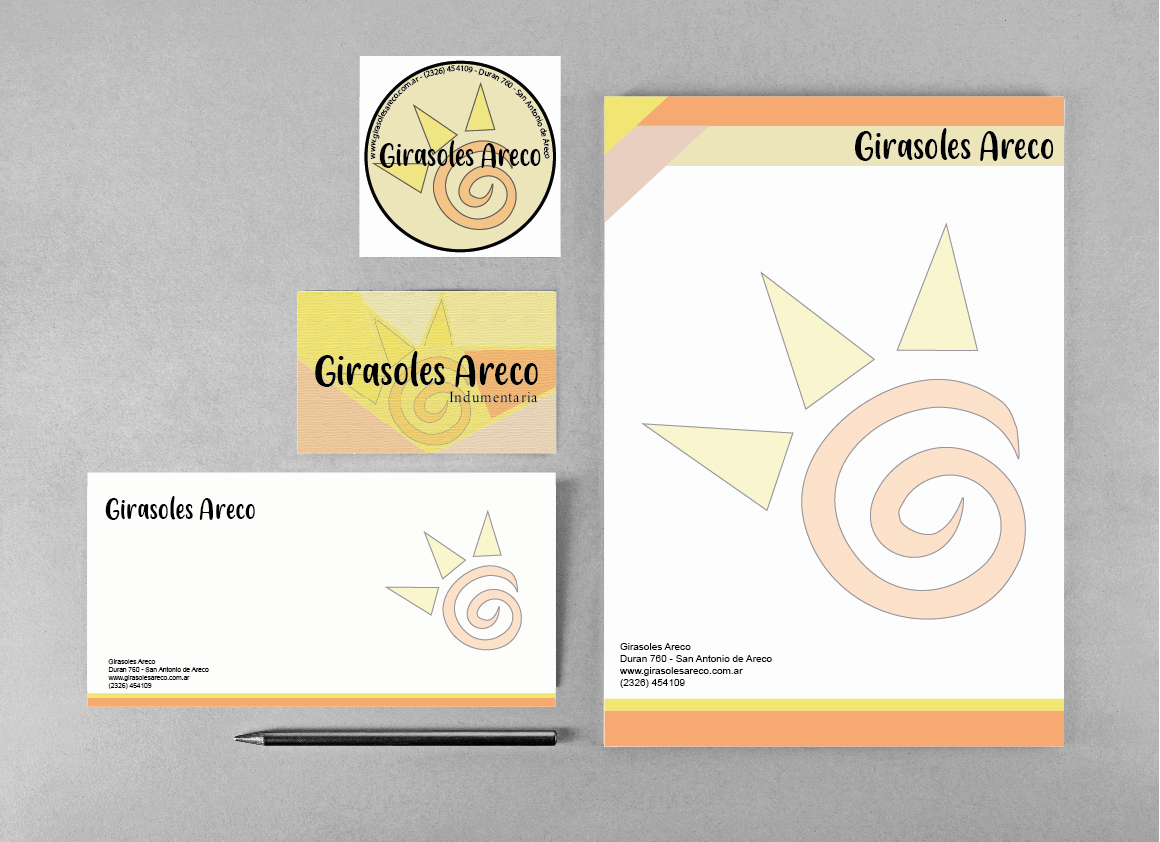 www.girasolesareco.com.ar - (2326) 454109 - Duran 760 - San Antonio de Areco
Girasoles Areco
Girasoles Areco
Indumentaria
Girasoles Areco
Girasoles Areco
Duran 760 - San Antonio de Areco
www.girasolesareco.com.ar
(2326) 454109
Girasoles Areco
Girasoles Areco
Duran 760 - San Antonio de Areco
www.girasolesareco.com.ar
(2326) 454109